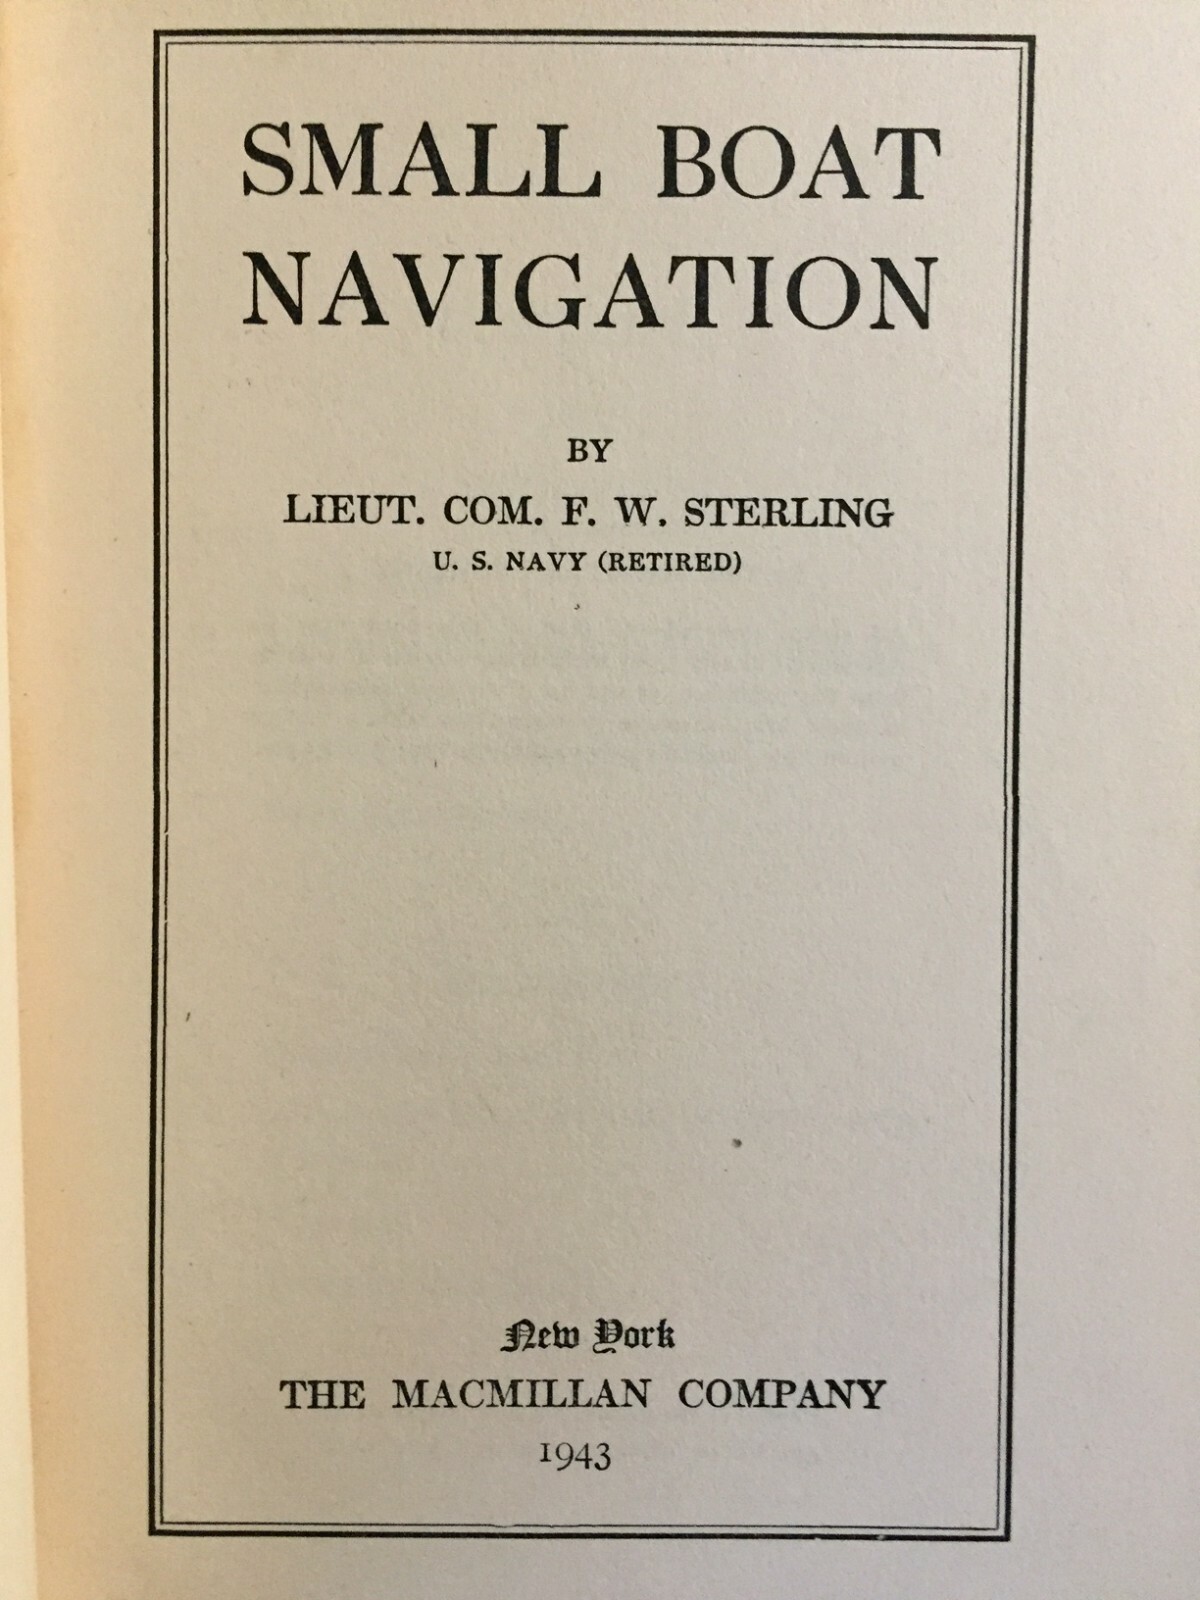 SMALL BOAT
NAVIGATION
BY
LIEUT. COM. F. W. STERLING
U. S. NAVY (RETIRED)
New York
THE MACMILLAN COMPANY
1943